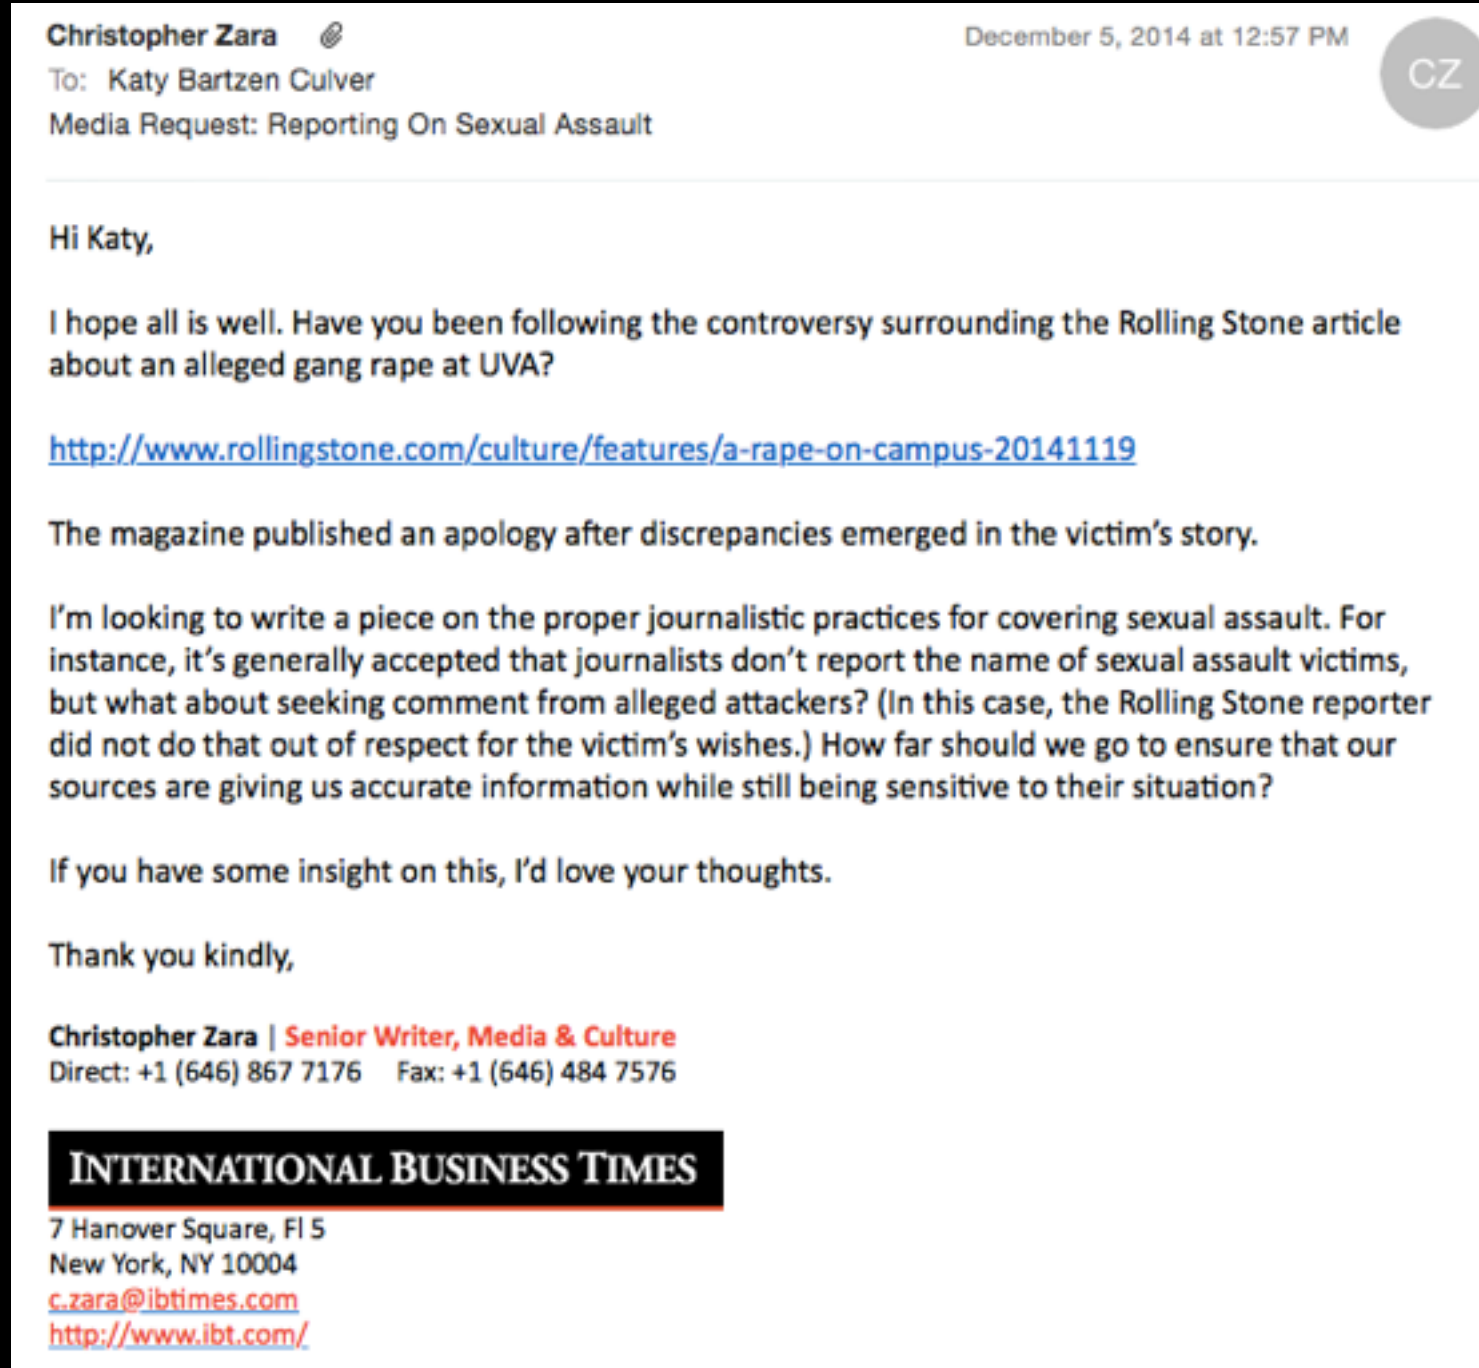 Christopher Zara
December 5, 2014 at 12:57 PM
CZ
To: Katy Bartzen Culver
Media Request: Reporting On Sexual Assault
Hi Katy,
I hope all is well. Have you been following the controversy surrounding the Rolling Stone article
about an alleged gang rape at UVA?
http://www.rollingstone.com/culture/features/a-rape-on-campus-20141119
The magazine published an apology after discrepancies emerged in the victim's story.
I'm looking to write a piece on the proper journalistic practices for covering sexual assault. For
instance, it's generally accepted that journalists don't report the name of sexual assault victims,
but what about seeking comment from alleged attackers? (In this case, the Rolling Stone reporter
did not do that out of respect for the victim's wishes.) How far should we go to ensure that our
sources are giving us accurate information while still being sensitive to their situation?
If you have some insight on this, I'd love your thoughts.
Thank you kindly,
Christopher Zara | Senior Writer, Media & Culture
Direct: +1 (646) 867 7176 Fax: +1 (646) 484 7576
INTERNATIONAL BUSINESS TIMES
7 Hanover Square, Fl 5
New York, NY 10004
c.zara@ibtimes.com
http://www.ibt.com/